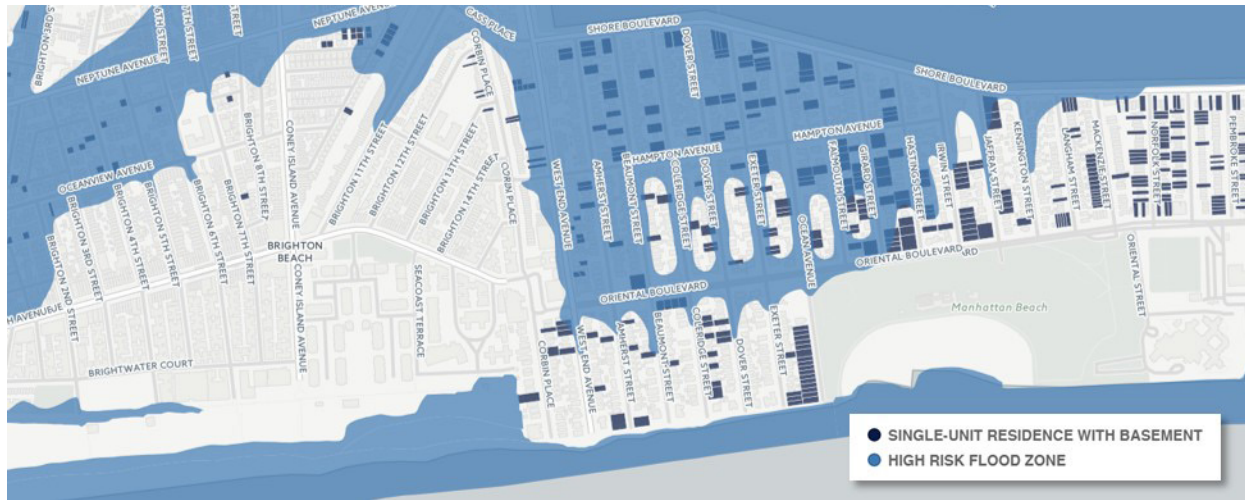 BRIGHTON 3RD S
6TH ST
7TH
STREET
NEPTUNE AVENUE
CASS PLACE
SHORE BOULEVARD
NEPTUNE AVENUE
CORBIN PLACE
DOVER STREET
SHORE BOULEVARD
BRIGHTON 8TH STREET
CONEY ISLAND AVENUE
BRIGHTON 11TH STREET
BRIGHTON 12TH STREET
BRIGHTON 13TH STREET
BRIGHTON 14TH STREET
CORBIN PLACE
WEST END AVENUE
AMHERST STREET
BEAUMONT STREET
HAMPTON AVENUE
COLERIDGE STREET
DOVER STREET
EXETER STREET
HAMPTON AVENUE
FALMOUTH STREET
GIRARD STREET
HASTINGS STREET
IRWIN STREET
JAFFRAY STREET
KENSINGTON STREET
LANGHAM STREET
MACKENZIE STREET
NORFOLK STREET
PEMBROKE STREET
OCEANVIEW AVENUE
BRIGHTON 2ND STREET
BRIGHTON 3RD STREET
BRIGHTON 4TH STREET
BRIGHTON 5TH STREET
BRIGHTON 6TH STREET
BRIGHTON 7TH STREET
BRIGHTON
BEACH
H AVENUE
UE
CONEY ISLAND AVENUE
SEACOAST TERRACE
OCEAN AVENUE
ORIENTAL BOULEVARD
RD
ORIENTAL STREET
ORIENTAL BOULEVARD
Manhattan Beach
BRIGHTWATER COURT
CORBIN PLACE
WEST END AVENUE
AMHERST STREET
BEAUMONT STREET
COLERIDGE STREET
DOVER STREET
EXETER STREET
SINGLE-UNIT RESIDENCE WITH BASEMENT
HIGH RISK FLOOD ZONE